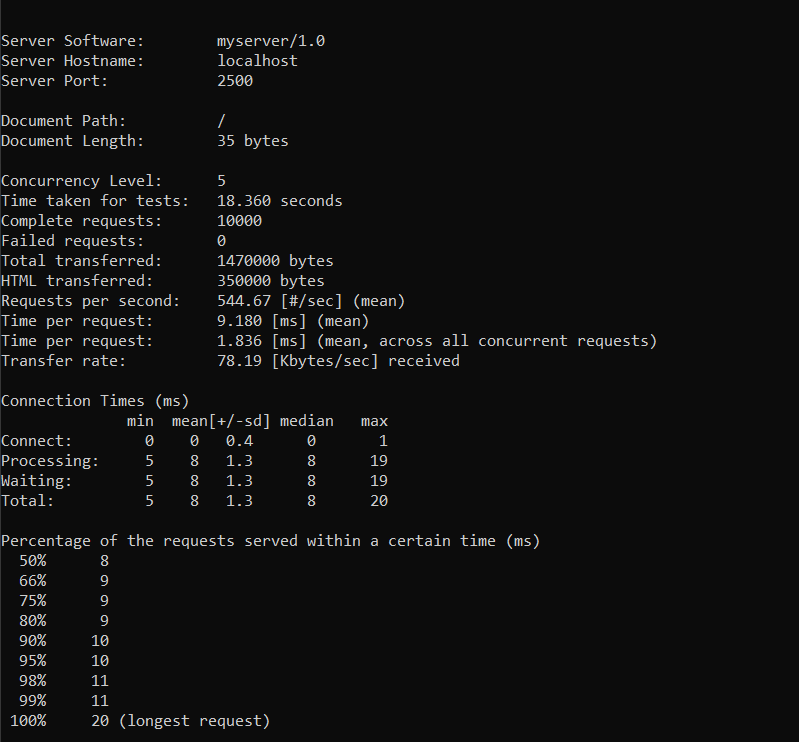 Server Software:        myserver/1.0
Server Hostname:        localhost
Server Port:            2500
Document Path:          /
Document Length:        35 bytes
Concurrency Level:      5
Time taken for tests:   18.360 seconds
Complete requests:      10000
Failed requests:        0
Total transferred:      1470000 bytes
HTML transferred:       350000 bytes
Requests per second:    544.67 [#/sec] (mean)
Time per request:       9.180 [ms] (mean)
Time per request:       1.836 [ms] (mean, across all concurrent requests)
Transfer rate:          78.19 [Kbytes/sec] received
Connection Times (ms)
              min  mean[+/-sd] median   max
Connect:        0    0   0.4      0       1
Processing:     5    8   1.3      8      19
Waiting:        5    8   1.3      8      19
Total:          5    8   1.3      8      20
Percentage of the requests served within a certain time (ms)
  50%      8
  66%      9
  75%      9
  80%      9
  90%     10
  95%     10
  98%     11
  99%     11
 100%     20 (longest request)